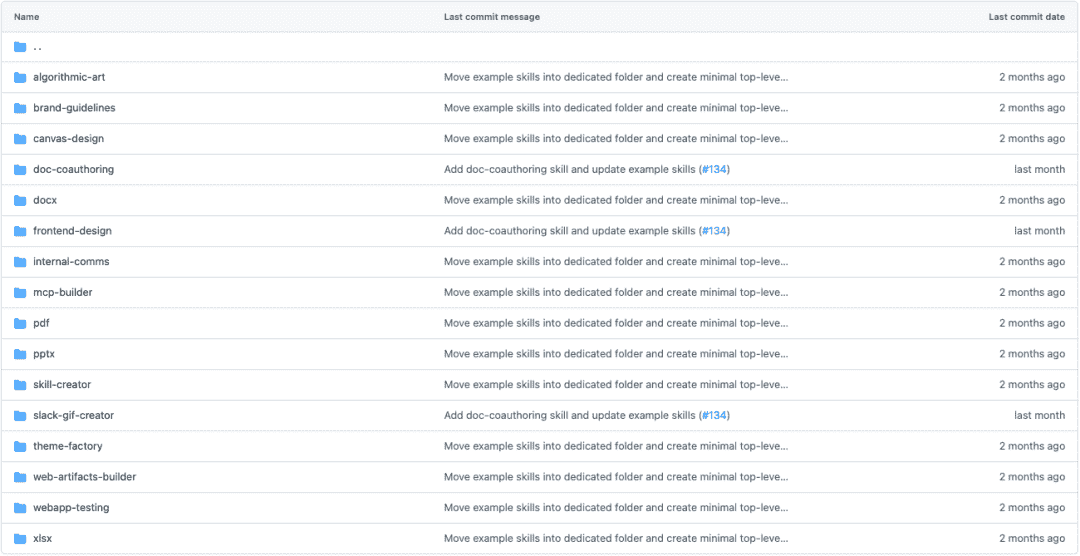 Name Last commit message Last commit date
..
algorithmic-art Move example skills into dedicated folder and create minimal top-leve... 2 months ago
brand-guidelines Move example skills into dedicated folder and create minimal top-leve... 2 months ago
canvas-design Move example skills into dedicated folder and create minimal top-leve... 2 months ago
doc-coauthoring Add doc-coauthoring skill and update example skills (#134) last month
docx Move example skills into dedicated folder and create minimal top-leve... 2 months ago
frontend-design Add doc-coauthoring skill and update example skills (#134) last month
internal-comms Move example skills into dedicated folder and create minimal top-leve... 2 months ago
mcp-builder Move example skills into dedicated folder and create minimal top-leve... 2 months ago
pdf Move example skills into dedicated folder and create minimal top-leve... 2 months ago
pptx Move example skills into dedicated folder and create minimal top-leve... 2 months ago
skill-creator Move example skills into dedicated folder and create minimal top-leve... 2 months ago
slack-gif-creator Add doc-coauthoring skill and update example skills (#134) last month
theme-factory Move example skills into dedicated folder and create minimal top-leve... 2 months ago
web-artifacts-builder Move example skills into dedicated folder and create minimal top-leve... 2 months ago
webapp-testing Move example skills into dedicated folder and create minimal top-leve... 2 months ago
xlsx Move example skills into dedicated folder and create minimal top-leve... 2 months ago